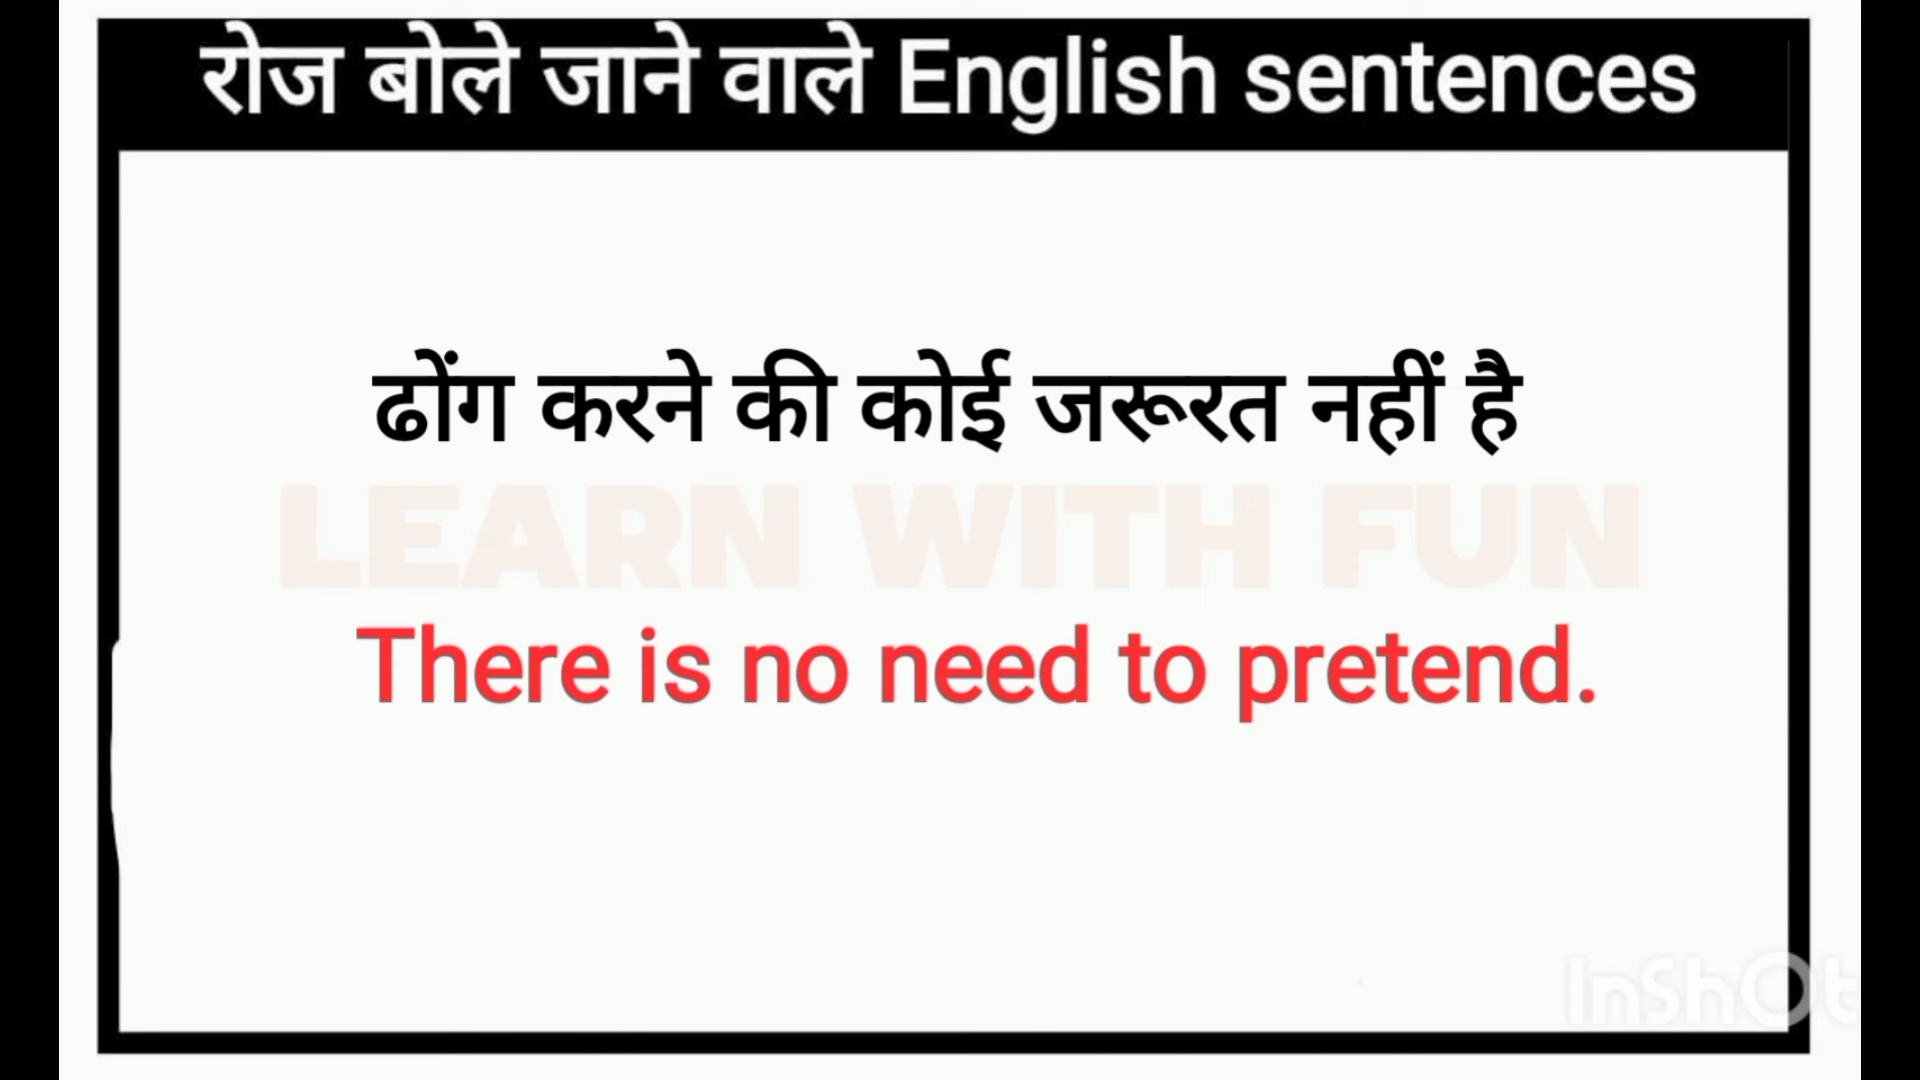 रोज बोले जाने वाले English sentences
ढोंग करने की कोई जरूरत नहीं है
LEARN WITH FUN
There is no need to pretend.
InShOt